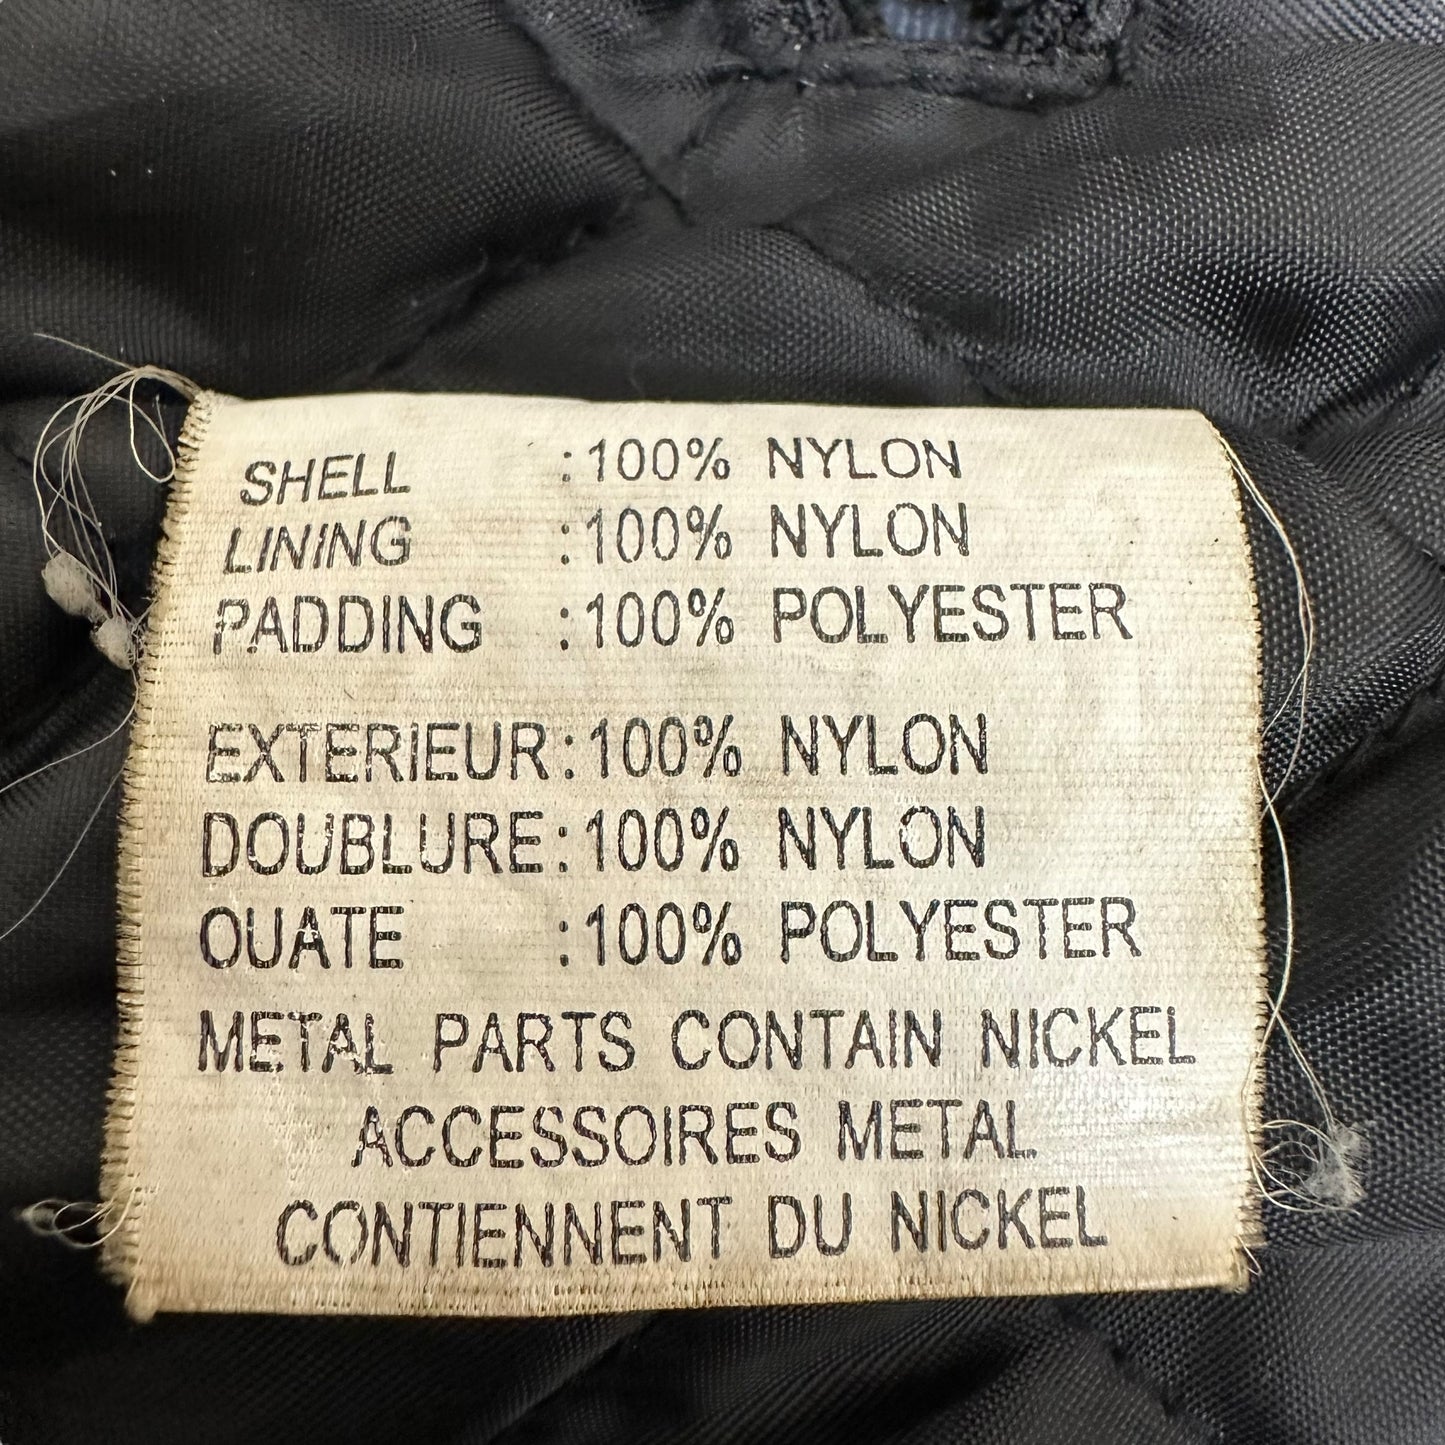 SHELL :100% NYLON
LINING :100% NYLON
PADDING :100% POLYESTER
EXTERIEUR:100% NYLON
DOUBLURE:100% NYLON
OUATE :100% POLYESTER
METAL PARTS CONTAIN NICKEL
ACCESSOIRES METAL
CONTIENNENT DU NICKEL